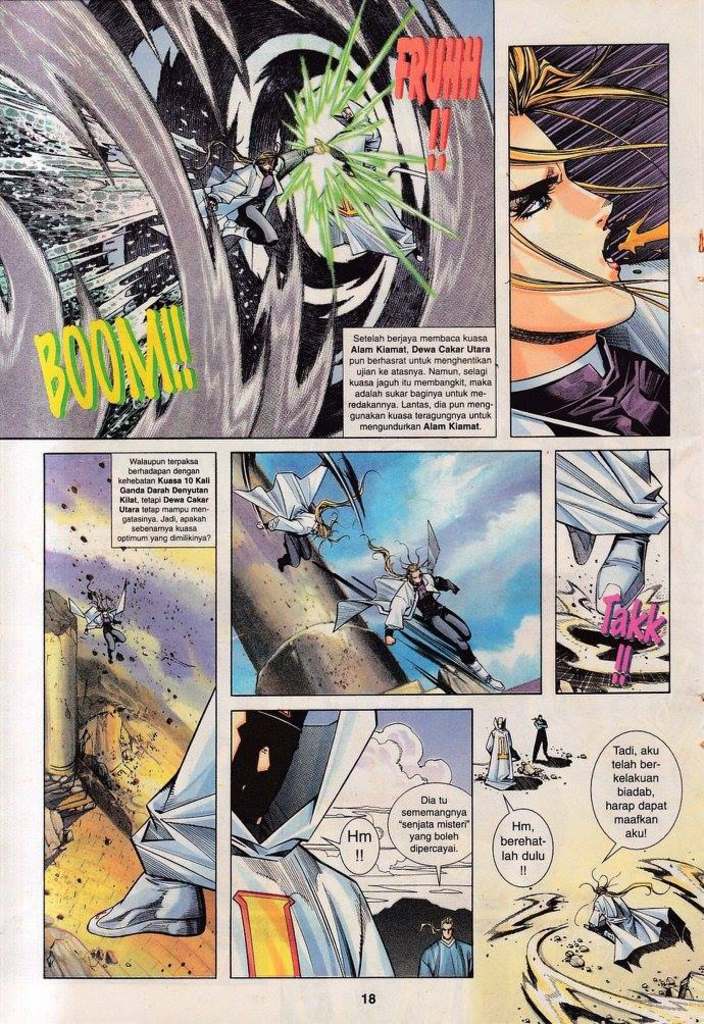 FRUHH
!!
BOOM!!!
Setelah berjaya membaca kuasa
Alam Kiamat, Dewa Cakar Utara
pun berhasrat untuk menghentikan
ujian ke atasnya. Namun, selagi
kuasa jaguh itu membangkit, maka
adalah sukar baginya untuk me-
redakannya. Lantas, dia pun meng-
gunakan kuasa teragungnya untuk
mengundurkan Alam Kiamat.
Walaupun terpaksa
berhadapan dengan
kehebatan Kuasa 10 Kali
Ganda Darah Denyutan
Kilat, tetapi Dewa Cakar
Utara tetap mampu men-
gatasinya. Jadi, apakah
sebenarnya kuasa
optimum yang dimilikinya?
Takk
!!
Hm
!!
Dia tu
sememangnya
"senjata misteri"
yang boleh
dipercayai.
Hm,
berehat-
lah dulu
!!
Tadi, aku
telah ber-
kelakuan
biadab,
harap dapat
maafkan
aku!
18